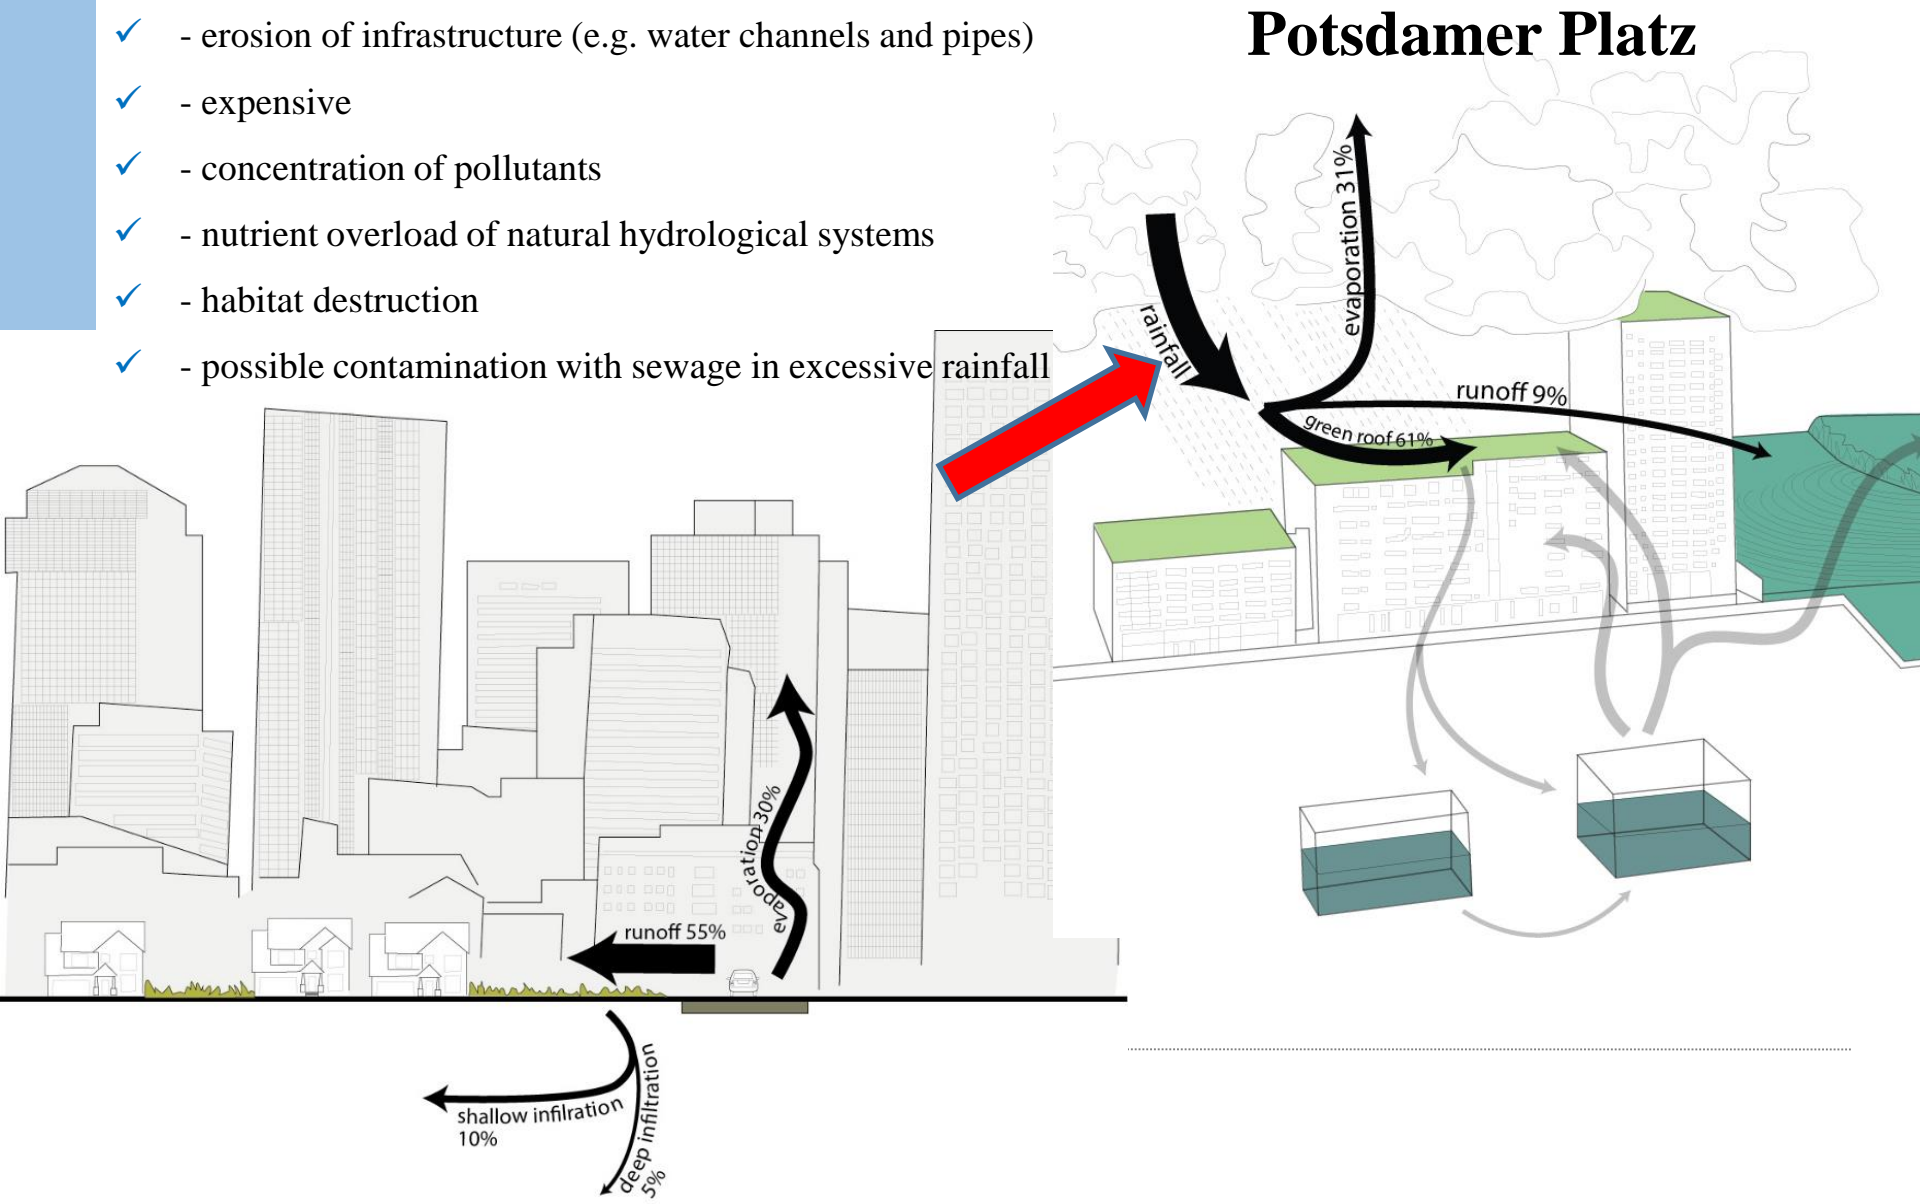 - erosion of infrastructure (e.g. water channels and pipes)
- expensive
- concentration of pollutants
- nutrient overload of natural hydrological systems
- habitat destruction
- possible contamination with sewage in excessive rainfall
Potsdamer Platz
rainfall
evaporation 31%
runoff 9%
green roof 61%
evaporation 30%
runoff 55%
shallow infilration
10%
deep infiltration
5%